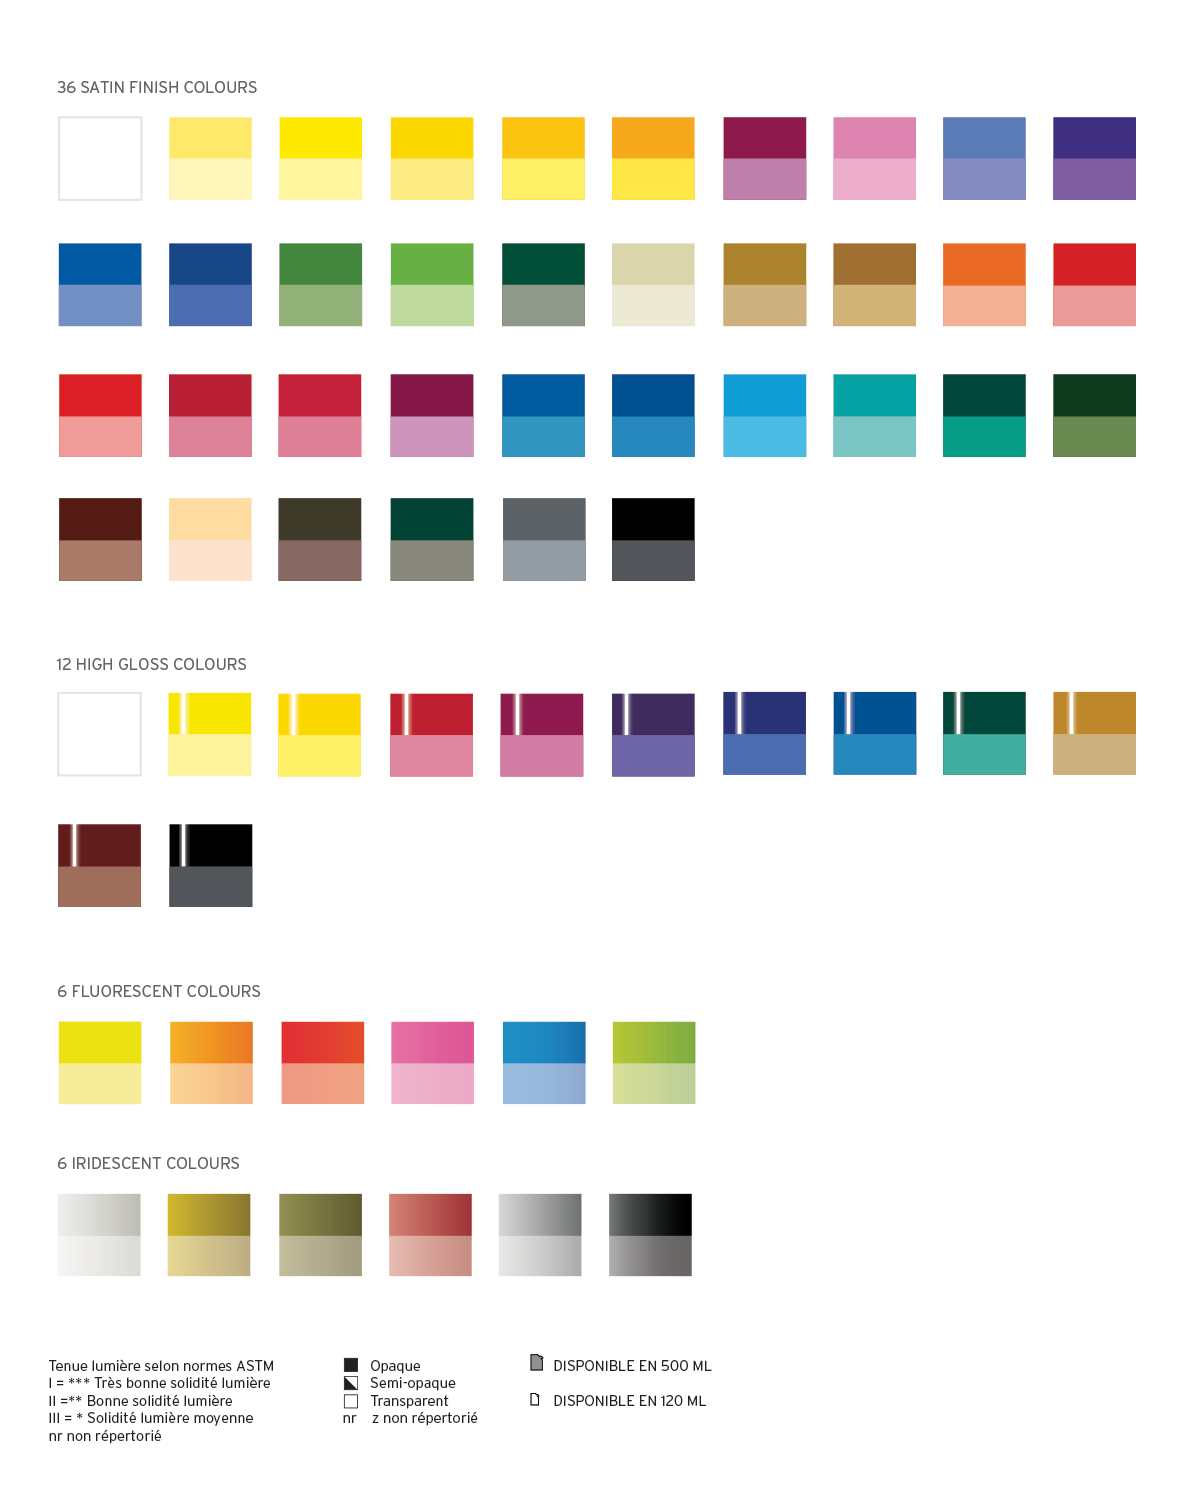 36 SATIN FINISH COLOURS
12 HIGH GLOSS COLOURS
6 FLUORESCENT COLOURS
6 IRIDESCENT COLOURS
Tenue lumière selon normes ASTM
I = *** Très bonne solidité lumière
II =** Bonne solidité lumière
III = * Solidité lumière moyenne
nr non répertorié
Opaque
Semi-opaque
Transparent
nr z non répertorié
DISPONIBLE EN 500 ML
DISPONIBLE EN 120 ML